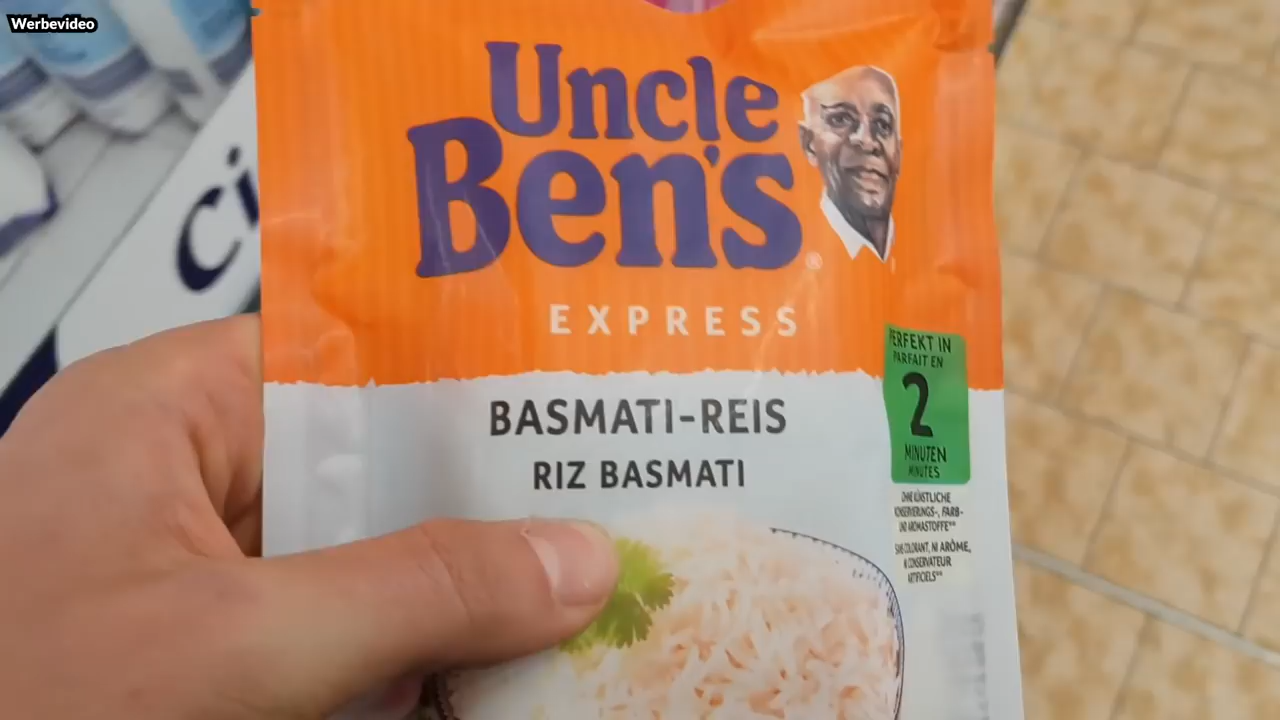 Werbevideo
Uncle
Ben's
®
EXPRESS
BASMATI-REIS
RIZ BASMATI
PERFEKT IN
PARFAIT EN
2
MINUTEN
MINUTES
OHNE KÜNSTLICHE
KONSERVIERUNGS-, FARB-
UND AROMASTOFFE**
SANS COLORANT, NI ARÔME,
NI CONSERVATEUR
ARTIFICIELS**
Ci